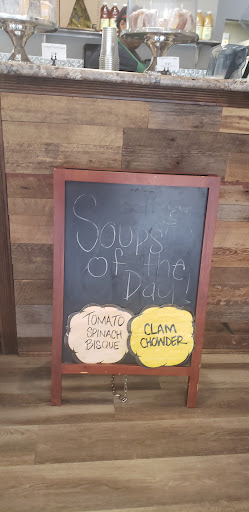 Soups
of the
Day!
TOMATO
SPINACH
BISQUE
CLAM
CHOWDER